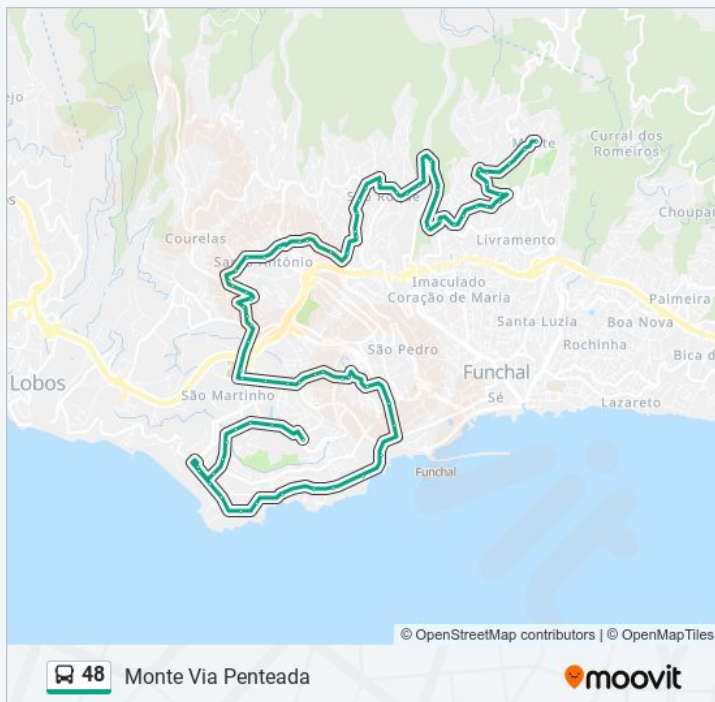 ejo
os
Monte
Curral dos
Romeiros
São Roque
Choupan
Courelas
Livramento
Santo António
Imaculado
Coração de Maria
Palmeira
Santa Luzia
Boa Nova
Rochinha
Bica d
São Pedro
Lobos
São Martinho
Funchal
Sé
Lazareto
Funchal
© OpenStreetMap contributors | © OpenMapTiles
48 Monte Via Penteada
moovit